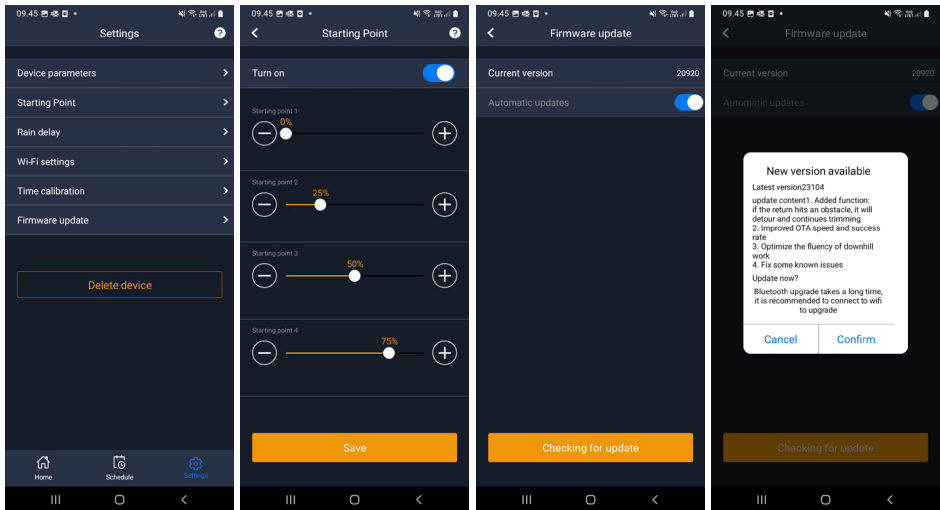 09.45
Settings
Device parameters
Starting Point
Rain delay
Wi-Fi settings
Time calibration
Firmware update
Delete device
Home
Schedule
Settings
09.45
Starting Point
Turn on
Starting point 1
0%
Starting point 2
25%
Starting point 3
50%
Starting point 4
75%
Save
09.45
Firmware update
Current version 20920
Automatic updates
Checking for update
09.45
Firmware update
Current version 20920
Automatic updates
New version available
Latest version23104
update content1. Added function:
if the return hits an obstacle, it will
detour and continues trimming
2. Improved OTA speed and success
rate
3. Optimize the fluency of downhill
work
4. Fix some known issues
Update now?
Bluetooth upgrade takes a long time,
it is recommended to connect to wifi
to upgrade
Cancel Confirm
Checking for update